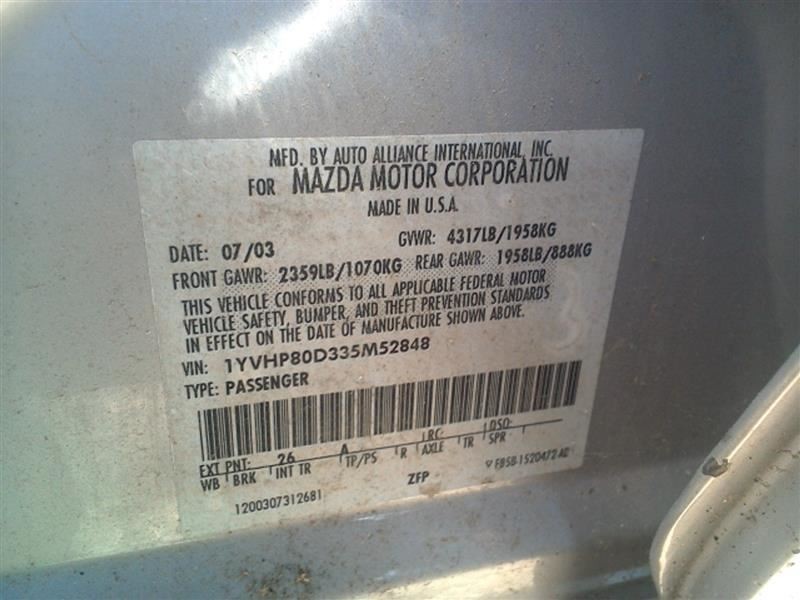 MFD. BY AUTO ALLIANCE INTERNATIONAL, INC.
FOR MAZDA MOTOR CORPORATION
MADE IN U.S.A.
DATE: 07/03 GVWR: 4317LB/1958KG
FRONT GAWR: 2359LB/1070KG REAR GAWR: 1958LB/888KG
THIS VEHICLE CONFORMS TO ALL APPLICABLE FEDERAL MOTOR
VEHICLE SAFETY, BUMPER, AND THEFT PREVENTION STANDARDS
IN EFFECT ON THE DATE OF MANUFACTURE SHOWN ABOVE.
VIN: 1YVHP80D335M52848
TYPE: PASSENGER
EXT PNT: 26 A RC: DSO:
WB BRK INT TR TP/PS R AXLE TR SPR
ZFP
1200307312681